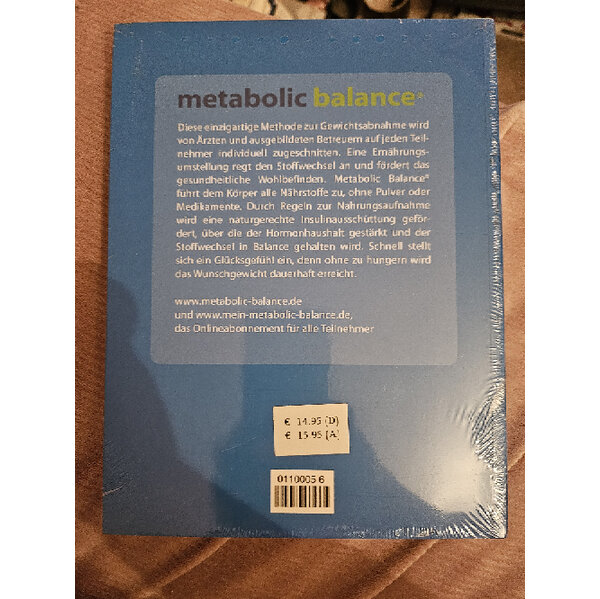 metabolic balance®
Diese einzigartige Methode zur Gewichtsabnahme wird
von Ärzten und ausgebildeten Betreuern auf jeden Teil-
nehmer individuell zugeschnitten. Eine Ernährungs-
umstellung regt den Stoffwechsel an und fördert das
gesundheitliche Wohlbefinden. Metabolic Balance®
führt dem Körper alle Nährstoffe zu, ohne Pulver oder
Medikamente. Durch Regeln zur Nahrungsaufnahme
wird eine naturgerechte Insulinausschüttung geför-
dert, über die der Hormonhaushalt gestärkt und der
Stoffwechsel in Balance gehalten wird. Schnell stellt
sich ein Glücksgefühl ein, denn ohne zu hungern wird
das Wunschgewicht dauerhaft erreicht.
www.metabolic-balance.de
und www.mein-metabolic-balance.de,
das Onlineabonnement für alle Teilnehmer
€ 14.95 (D)
€ 15.95 (A)
0110005 6